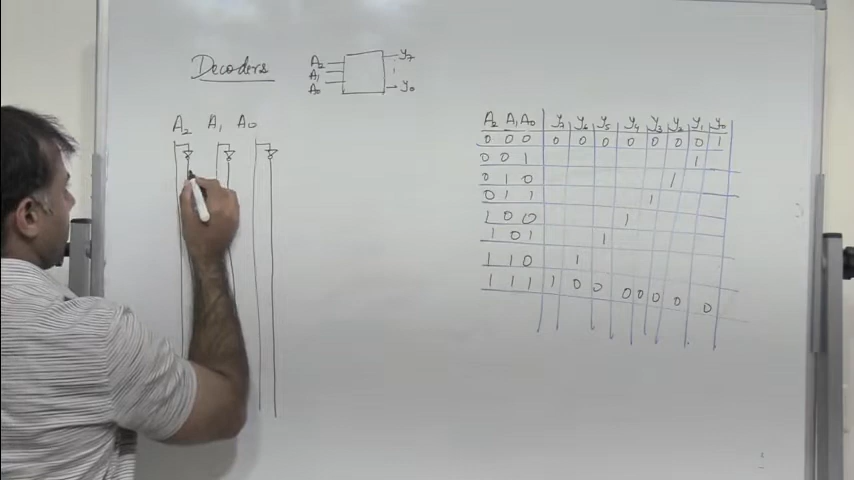 Decoders
A₂ Y₇
A₁
A₀ Y₀
A₂ A₁ A₀
A₂ A₁ A₀ Y₇ Y₆ Y₅ Y₄ Y₃ Y₂ Y₁ Y₀
0 0 0 0 0 0 0 0 0 0 1
0 0 1 1
0 1 0 1
0 1 1 1
1 0 0 1
1 0 1 1
1 1 0 1
1 1 1 1 0 0 0 0 0 0 0